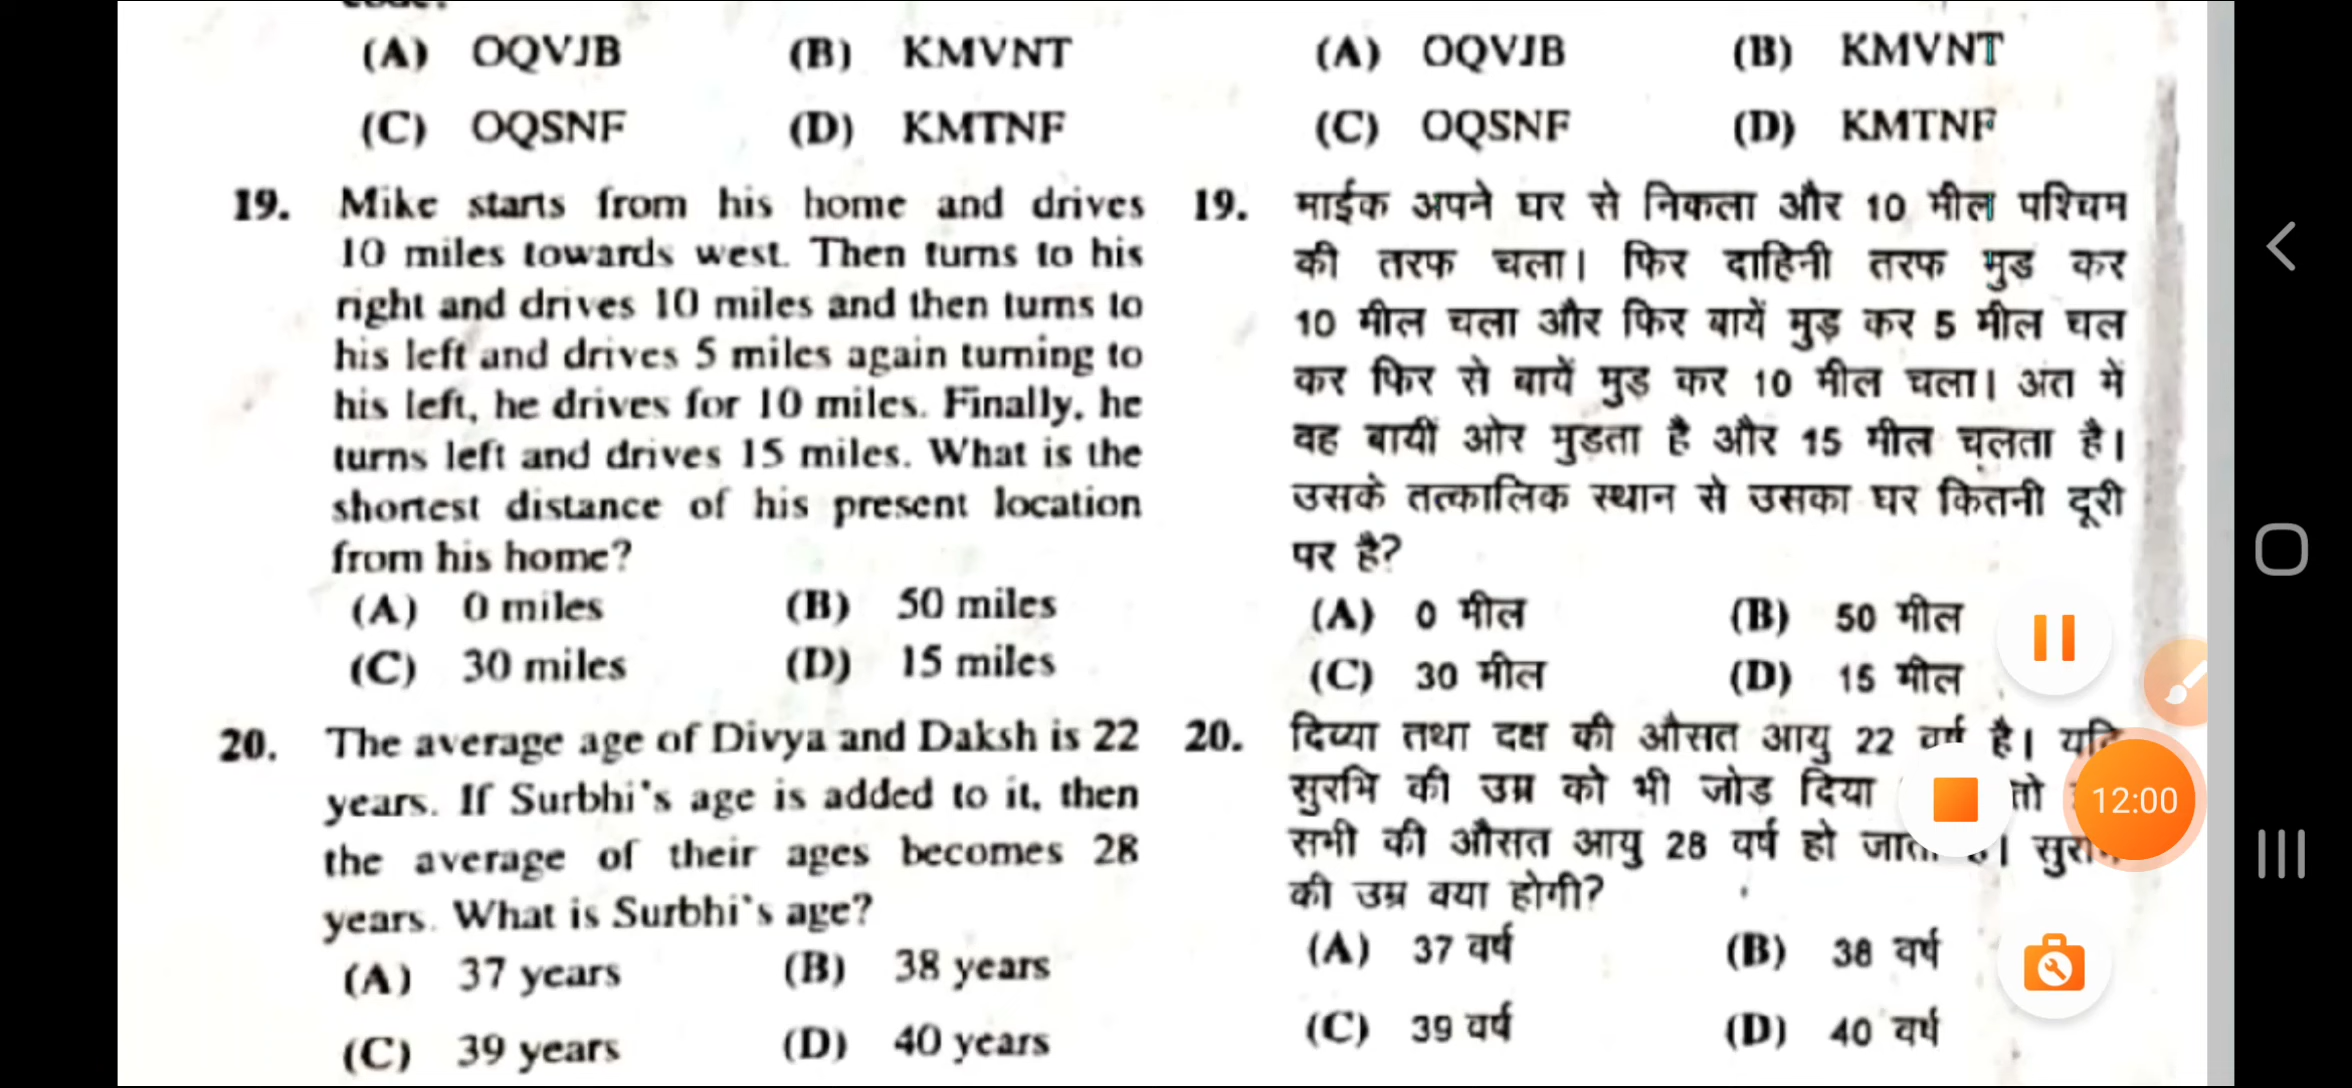 (A) OQVJB (B) KMVNT
(C) OQSNF (D) KMTNF
19. Mike starts from his home and drives
10 miles towards west. Then turns to his
right and drives 10 miles and then turns to
his left and drives 5 miles again turning to
his left, he drives for 10 miles. Finally, he
turns left and drives 15 miles. What is the
shortest distance of his present location
from his home?
(A) 0 miles (B) 50 miles
(C) 30 miles (D) 15 miles
20. The average age of Divya and Daksh is 22
years. If Surbhi's age is added to it, then
the average of their ages becomes 28
years. What is Surbhi's age?
(A) 37 years (B) 38 years
(C) 39 years (D) 40 years
(A) OQVJB (B) KMVNT
(C) OQSNF (D) KMTNF
19. माईक अपने घर से निकला और 10 मील पश्चिम
की तरफ चला। फिर दाहिनी तरफ मुड कर
10 मील चला और फिर बायें मुड़ कर 5 मील चल
कर फिर से बायें मुड कर 10 मील चला। अंत में
वह बायीं ओर मुडता है और 15 मील चलता है।
उसके तत्कालिक स्थान से उसका घर कितनी दूरी
पर है?
(A) 0 मील (B) 50 मील
(C) 30 मील (D) 15 मील
20. दिव्या तथा दक्ष की औसत आयु 22 वर्ष है। यदि
सुरभि की उम्र को भी जोड दिया तो
सभी की औसत आयु 28 वर्ष हो
की उम्र क्या होगी?
(A) 37 वर्ष (B) 38 वर्ष
(C) 39 वर्ष (D) 40 वर्ष
12:00